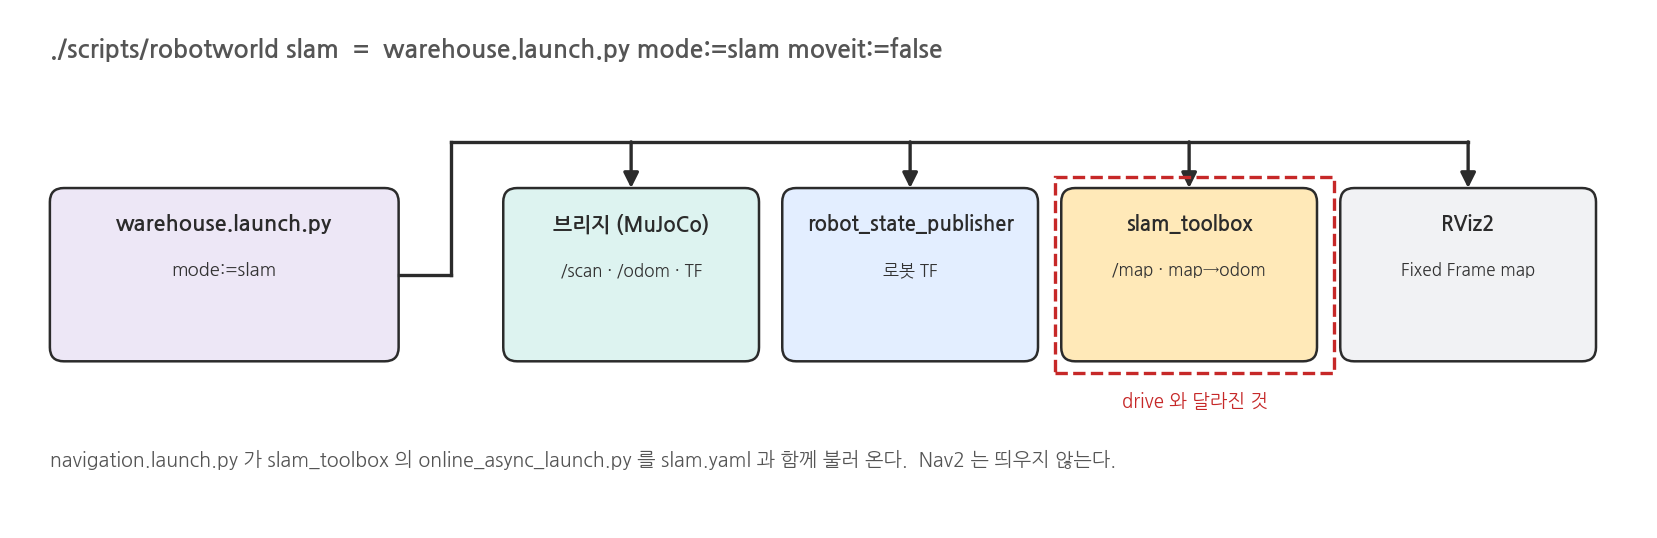 ./scripts/robotworld slam = warehouse.launch.py mode:=slam moveit:=false
warehouse.launch.py
mode:=slam
브리지 (MuJoCo)
/scan · /odom · TF
robot_state_publisher
로봇 TF
slam_toolbox
/map · map→odom
RViz2
Fixed Frame map
drive 와 달라진 것
navigation.launch.py 가 slam_toolbox 의 online_async_launch.py 를 slam.yaml 과 함께 불러 온다. Nav2 는 띄우지 않는다.